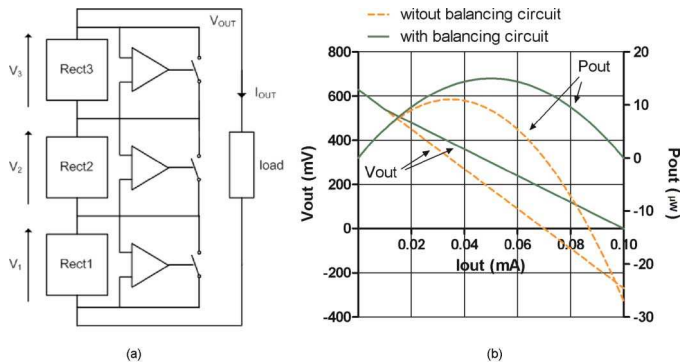 witout balancing circuit
with balancing circuit
(a)
VOUT
V3
Rect3
IOUT
V2
Rect2
load
V1
Rect1
(a)
(b)
800
600
400
200
0
-200
-400
Vout (mV)
20
10
0
-10
-20
-30
Pout (μW)
0.02
0.04
0.06
0.08
0.10
Iout (mA)
Pout
Vout